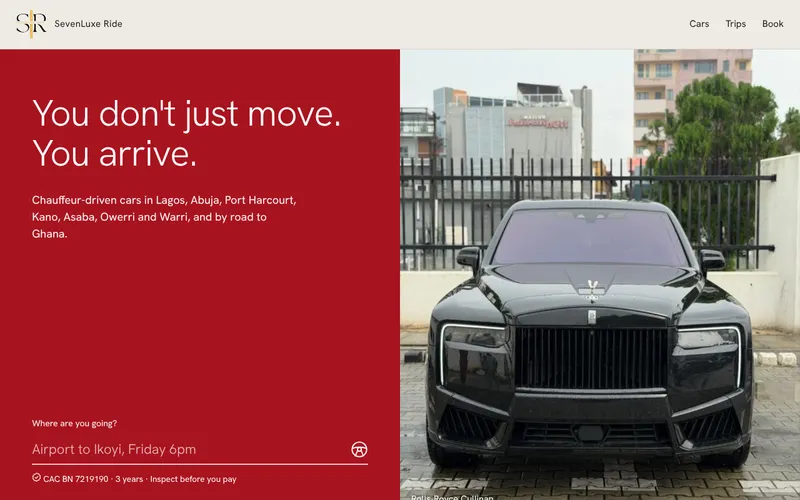 SR
SevenLuxe Ride
Cars
Trips
Book
You don't just move.
You arrive.
Chauffeur-driven cars in Lagos, Abuja, Port Harcourt,
Kano, Asaba, Owerri and Warri, and by road to
Ghana.
Where are you going?
Airport to Ikoyi, Friday 6pm
CAC BN 7219190 · 3 years · Inspect before you pay
Rolls-Royce Cullinan